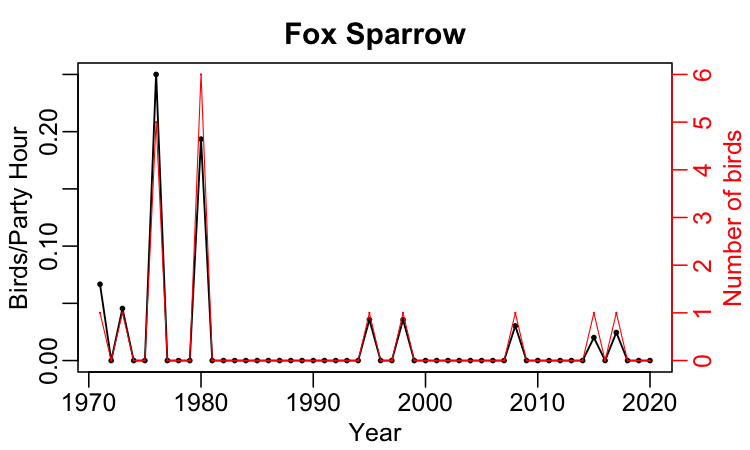 Fox Sparrow
Birds/Party Hour
0.00 0.10 0.20
0 1 2 3 4 5 6
Number of birds
1970 1980 1990 2000 2010 2020
Year